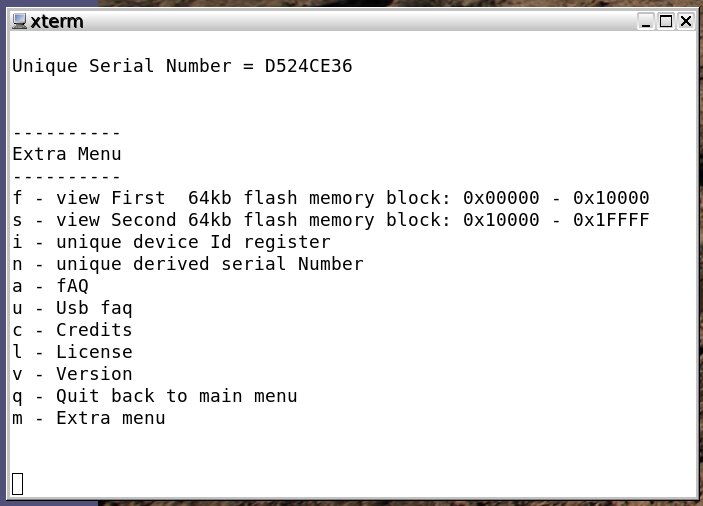 xterm
Unique Serial Number = D524CE36
----------
Extra Menu
----------
f - view First  64kb flash memory block: 0x00000 - 0x10000
s - view Second 64kb flash memory block: 0x10000 - 0x1FFFF
i - unique device Id register
n - unique derived serial Number
a - fAQ
u - Usb faq
c - Credits
l - License
v - Version
q - Quit back to main menu
m - Extra menu